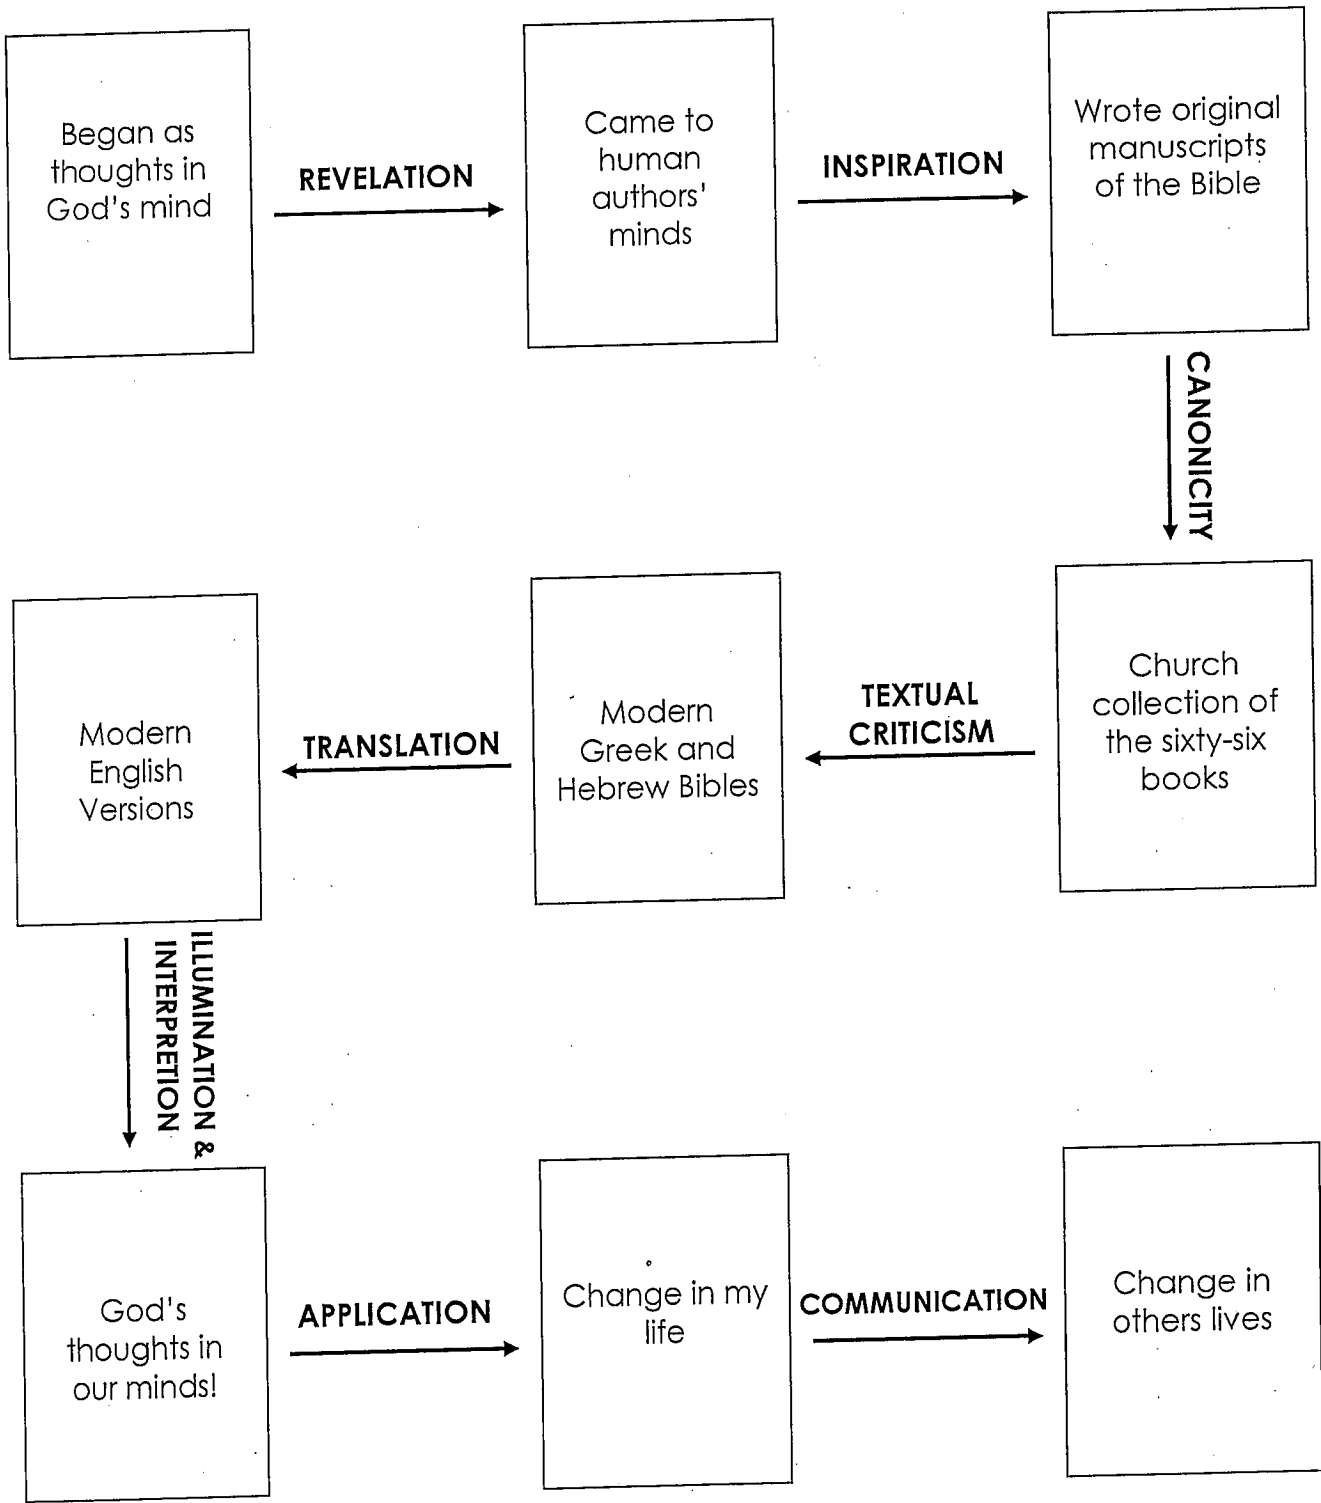 Began as
thoughts in
God's mind
REVELATION
Came to
human
authors'
minds
INSPIRATION
Wrote original
manuscripts
of the Bible
CANONICITY
Church
collection of
the sixty-six
books
TEXTUAL
CRITICISM
Modern
Greek and
Hebrew Bibles
TRANSLATION
Modern
English
Versions
ILLUMINATION &
INTERPRETION
God's
thoughts in
our minds!
APPLICATION
Change in my
life
COMMUNICATION
Change in
others lives